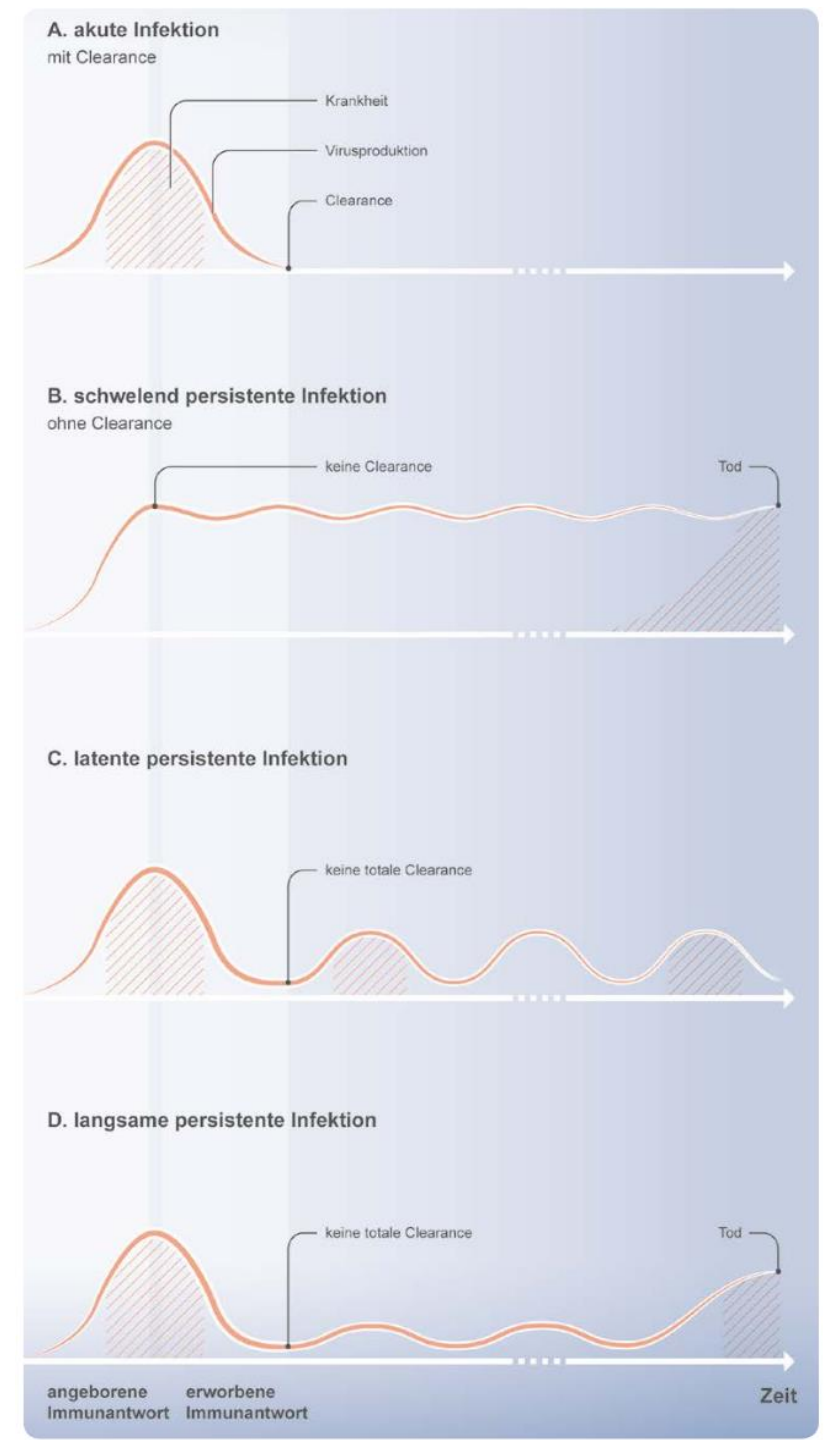 A. akute Infektion
mit Clearance
Krankheit
Virusproduktion
Clearance
B. schwelend persistente Infektion
ohne Clearance
keine Clearance
Tod
C. latente persistente Infektion
keine totale Clearance
D. langsame persistente Infektion
keine totale Clearance
Tod
angeborene
Immunantwort
erworbene
Immunantwort
Zeit